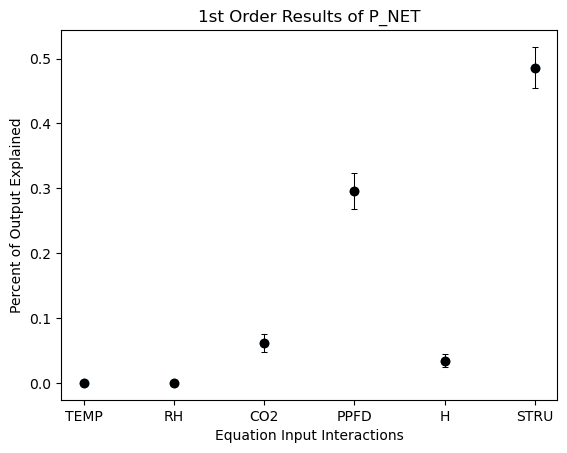 1st Order Results of P_NET
Percent of Output Explained
0.5
0.4
0.3
0.2
0.1
0.0
TEMP RH CO2 PPFD H STRU
Equation Input Interactions